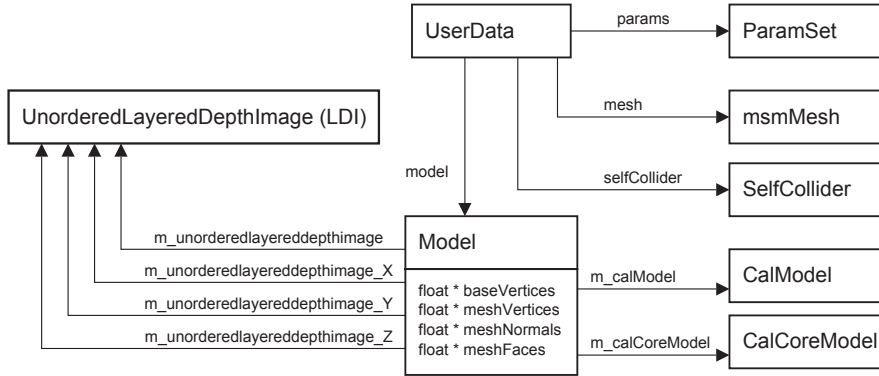 UserData
params
ParamSet
mesh
msmMesh
UnorderedLayeredDepthImage (LDI)
model
selfCollider
SelfCollider
m_unorderedlayereddepthimage
Model
m_unorderedlayereddepthimage_X
m_calModel
CalModel
float * baseVertices
m_unorderedlayereddepthimage_Y
float * meshVertices
float * meshNormals
m_unorderedlayereddepthimage_Z
float * meshFaces
m_calCoreModel
CalCoreModel